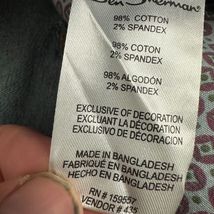 Ben Sherman
98% COTTON
2% SPANDEX
98% COTON
2% SPANDEX
98% ALGODÓN
2% SPANDEX
EXCLUSIVE OF DECORATION
EXCLUANT LA DÉCORATION
EXCLUSIVO DE DECORACIÓN
MADE IN BANGLADESH
FABRIQUÉ EN BANGLADESH
HECHO EN BANGLADESH
RN # 159557
VENDOR # 435